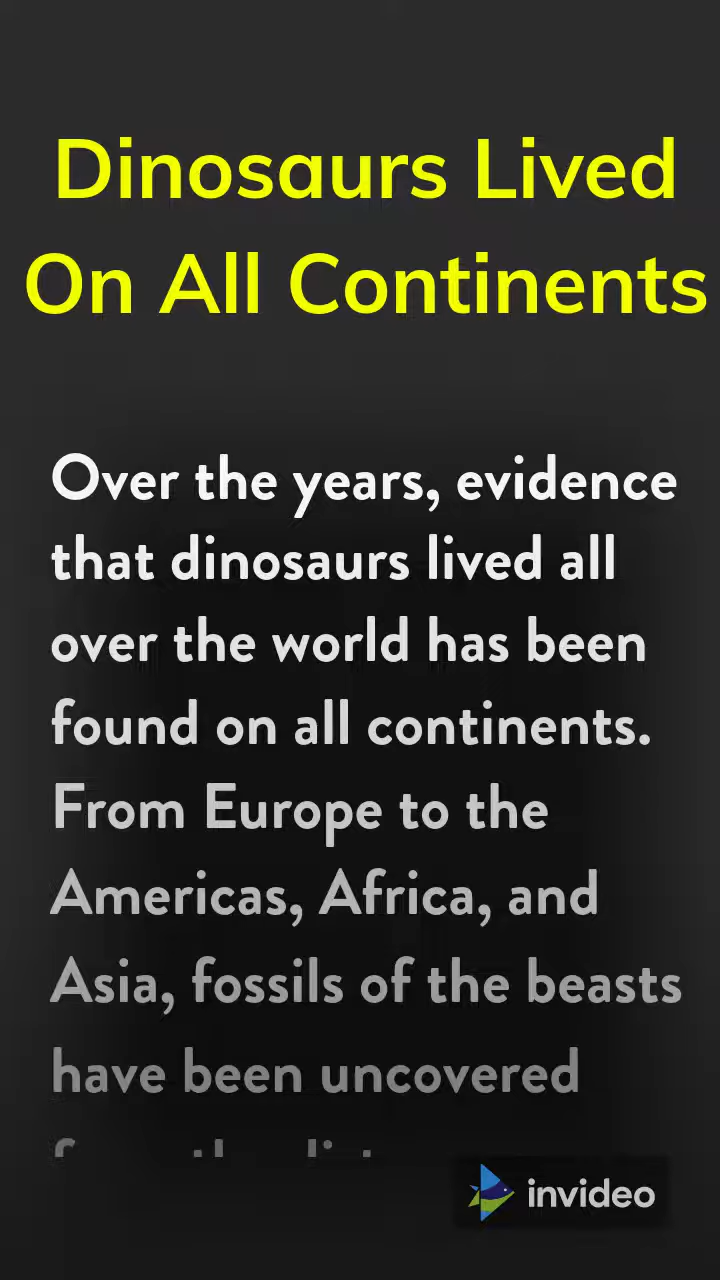 Dinosaurs Lived
On All Continents
Over the years, evidence
that dinosaurs lived all
over the world has been
found on all continents.
From Europe to the
Americas, Africa, and
Asia, fossils of the beasts
have been uncovered
invideo